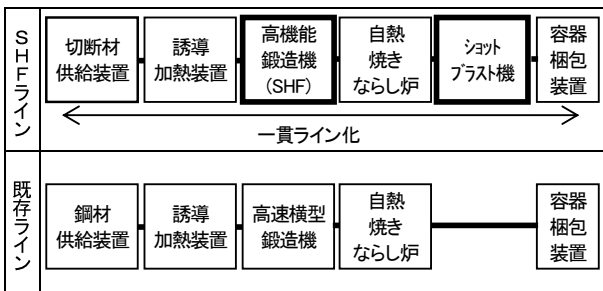 SHFライン
切断材
供給装置
誘導
加熱装置
高機能
鍛造機
(SHF)
自熱
焼き
ならし炉
ショット
ブラスト機
容器
梱包
装置
一貫ライン化
既存ライン
鋼材
供給装置
誘導
加熱装置
高速横型
鍛造機
自熱
焼き
ならし炉
容器
梱包
装置